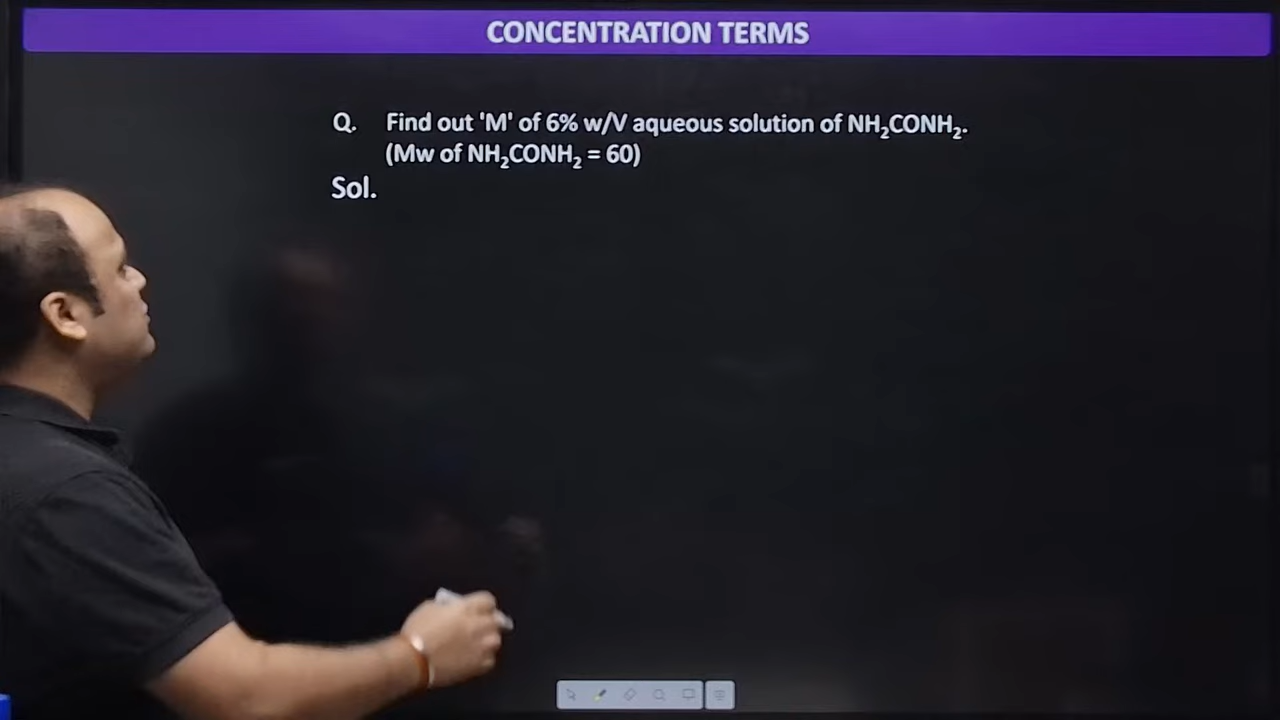 CONCENTRATION TERMS
Q. Find out 'M' of 6% w/V aqueous solution of NH₂CONH₂.
(Mw of NH₂CONH₂ = 60)
Sol.